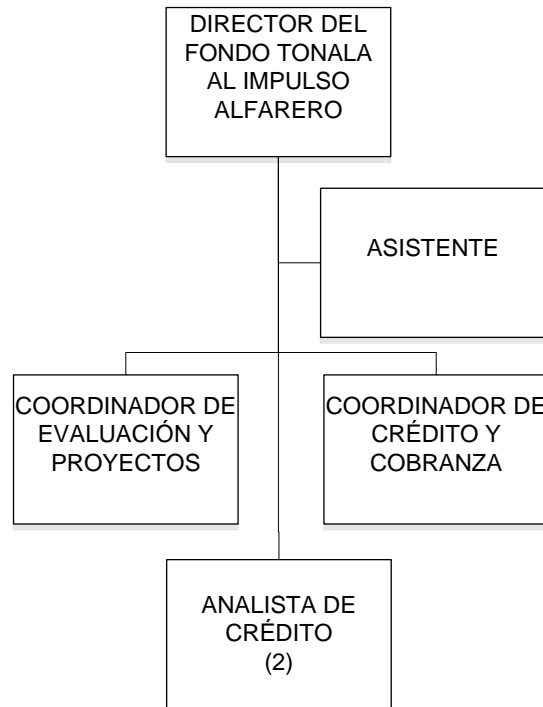 DIRECTOR DEL
FONDO TONALA
AL IMPULSO
ALFARERO
ASISTENTE
COORDINADOR DE
EVALUACIÓN Y
PROYECTOS
COORDINADOR DE
CRÉDITO Y
COBRANZA
ANALISTA DE
CRÉDITO
(2)